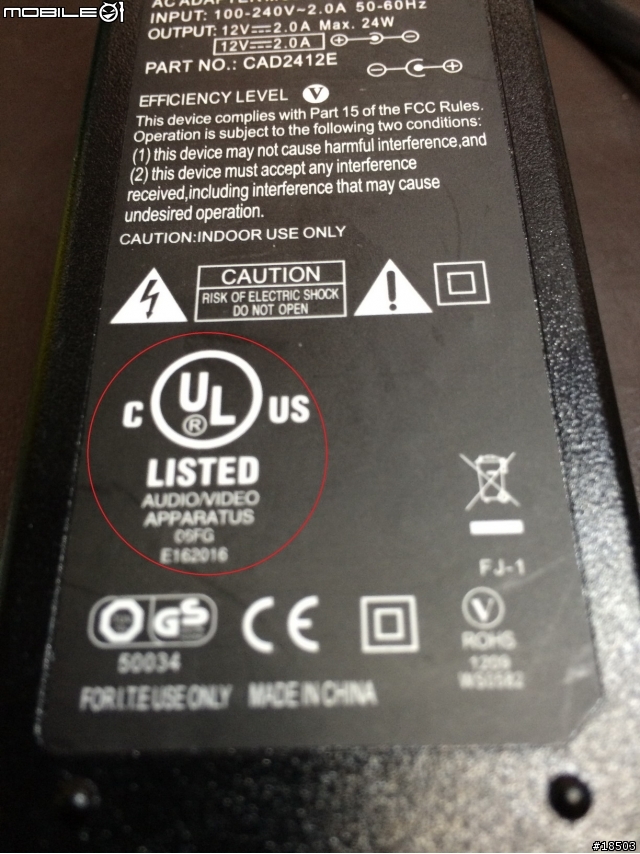 MOBILE01
AC ADAPTER
INPUT: 100-240V~2.0A 50-60Hz
OUTPUT: 12V⎓2.0A Max. 24W
12V⎓2.0A
PART NO.: CAD2412E
EFFICIENCY LEVEL V
This device complies with Part 15 of the FCC Rules.
Operation is subject to the following two conditions:
(1) this device may not cause harmful interference,and
(2) this device must accept any interference
received,including interference that may cause
undesired operation.
CAUTION:INDOOR USE ONLY
CAUTION
RISK OF ELECTRIC SHOCK
DO NOT OPEN
C UL ® US
LISTED
AUDIO/VIDEO
APPARATUS
E162016
FJ-1
GS CE V
50034
ROHS
FOR I.T.E USE ONLY MADE IN CHINA
#18503